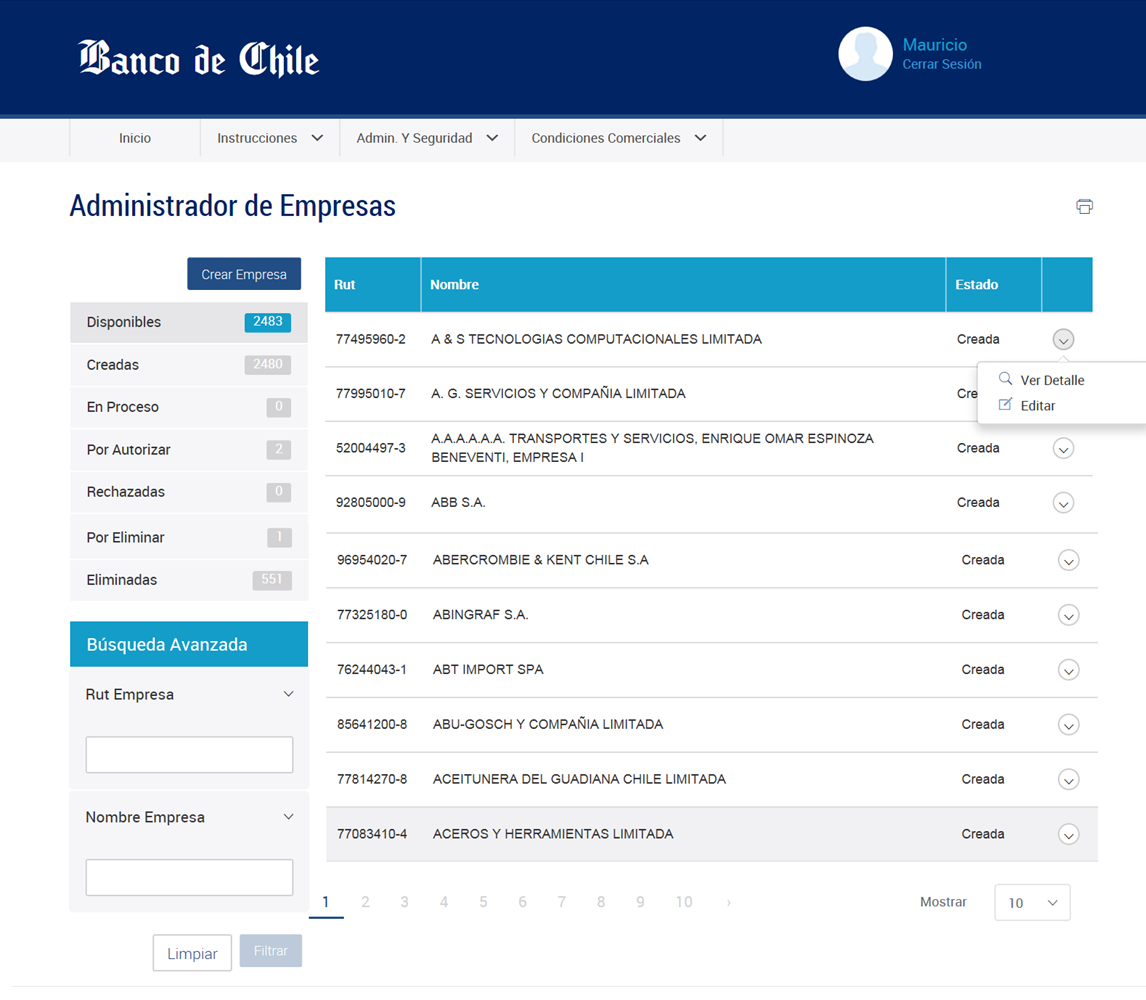 Banco de Chile
Mauricio
Cerrar Sesión
Inicio
Instrucciones
Admin. Y Seguridad
Condiciones Comerciales
Administrador de Empresas
Crear Empresa
Disponibles 2483
Creadas 2480
En Proceso 0
Por Autorizar 2
Rechazadas 0
Por Eliminar 1
Eliminadas 551
Búsqueda Avanzada
Rut Empresa
Nombre Empresa
Limpiar
Filtrar
Rut Nombre Estado
77495960-2 A & S TECNOLOGIAS COMPUTACIONALES LIMITADA Creada
Ver Detalle
Editar
77995010-7 A. G. SERVICIOS Y COMPAÑIA LIMITADA Cre
52004497-3 A.A.A.A.A.A. TRANSPORTES Y SERVICIOS, ENRIQUE OMAR ESPINOZA
BENEVENTI, EMPRESA I Creada
92805000-9 ABB S.A. Creada
96954020-7 ABERCROMBIE & KENT CHILE S.A Creada
77325180-0 ABINGRAF S.A. Creada
76244043-1 ABT IMPORT SPA Creada
85641200-8 ABU-GOSCH Y COMPAÑIA LIMITADA Creada
77814270-8 ACEITUNERA DEL GUADIANA CHILE LIMITADA Creada
77083410-4 ACEROS Y HERRAMIENTAS LIMITADA Creada
1 2 3 4 5 6 7 8 9 10 ›
Mostrar 10